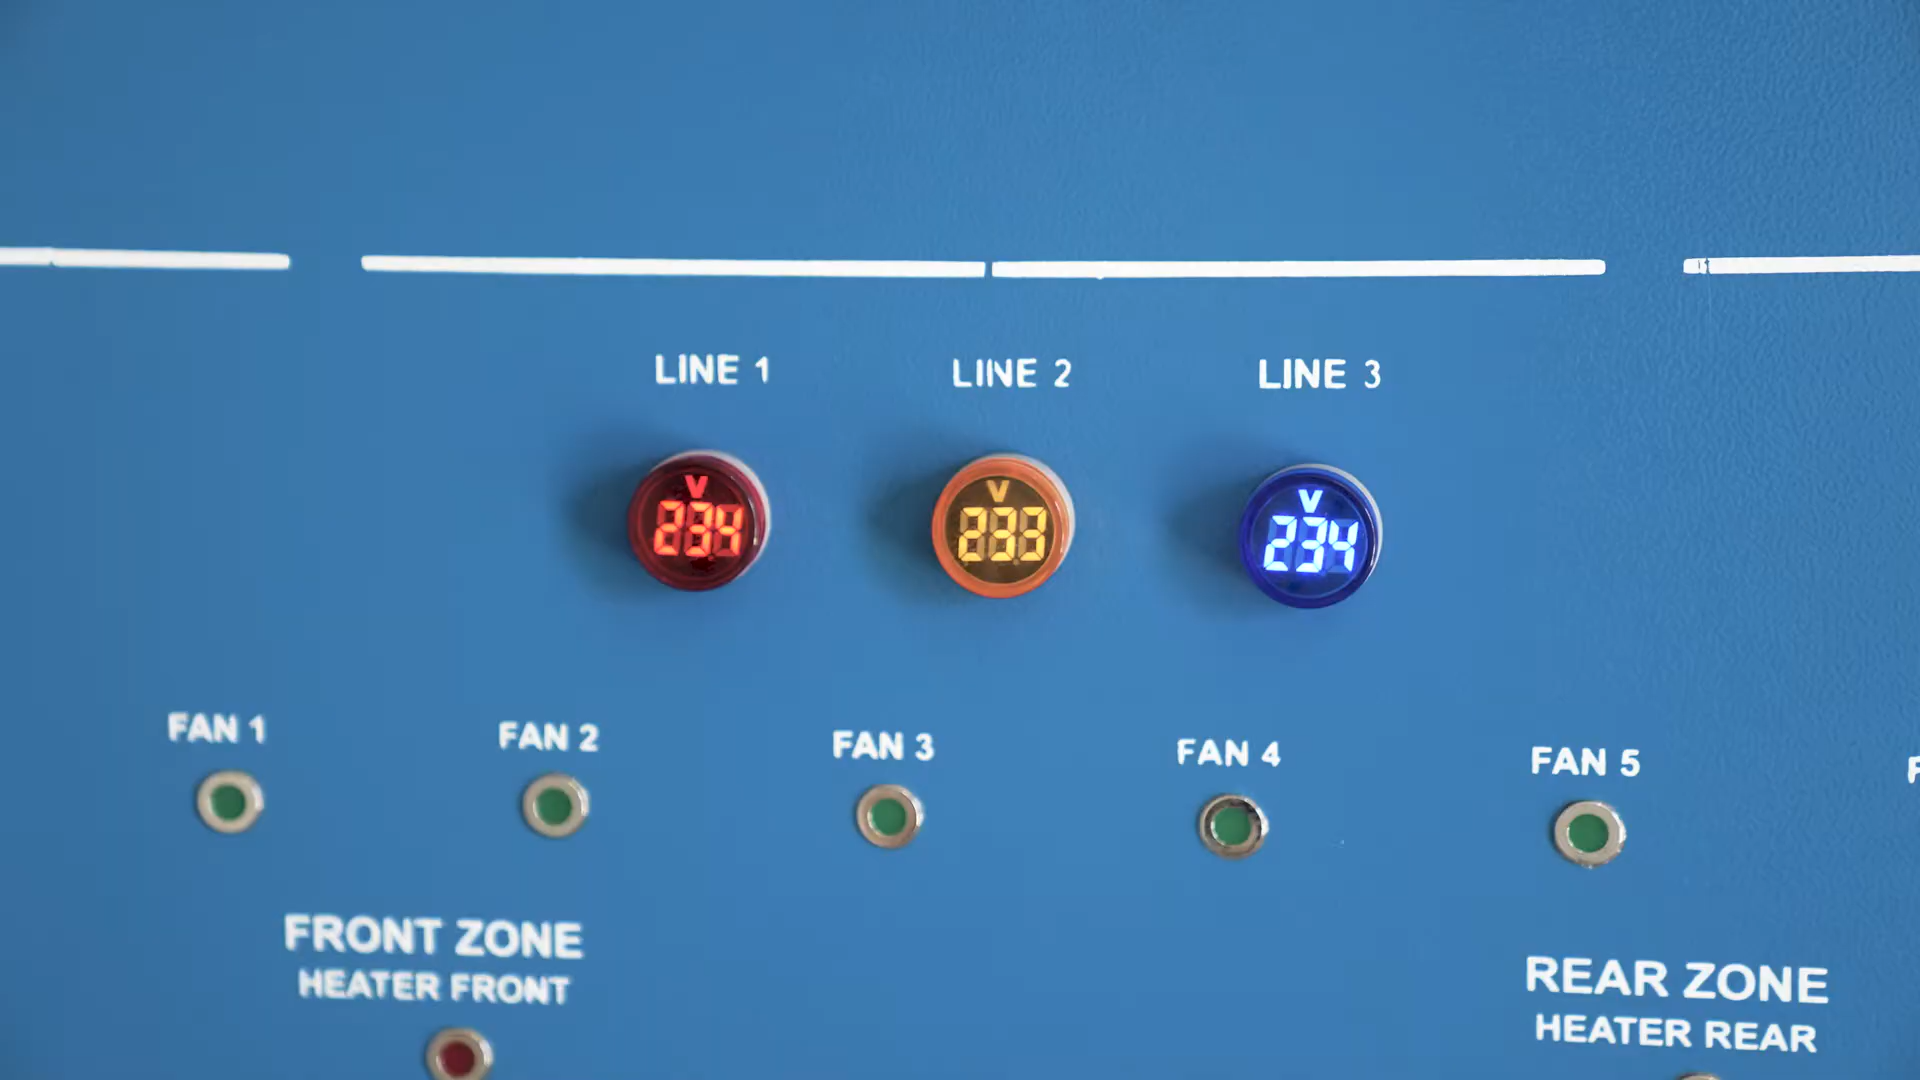 LINE 1 LINE 2 LINE 3
V V V
234 233 234
FAN 1 FAN 2 FAN 3 FAN 4 FAN 5
FRONT ZONE
HEATER FRONT
REAR ZONE
HEATER REAR